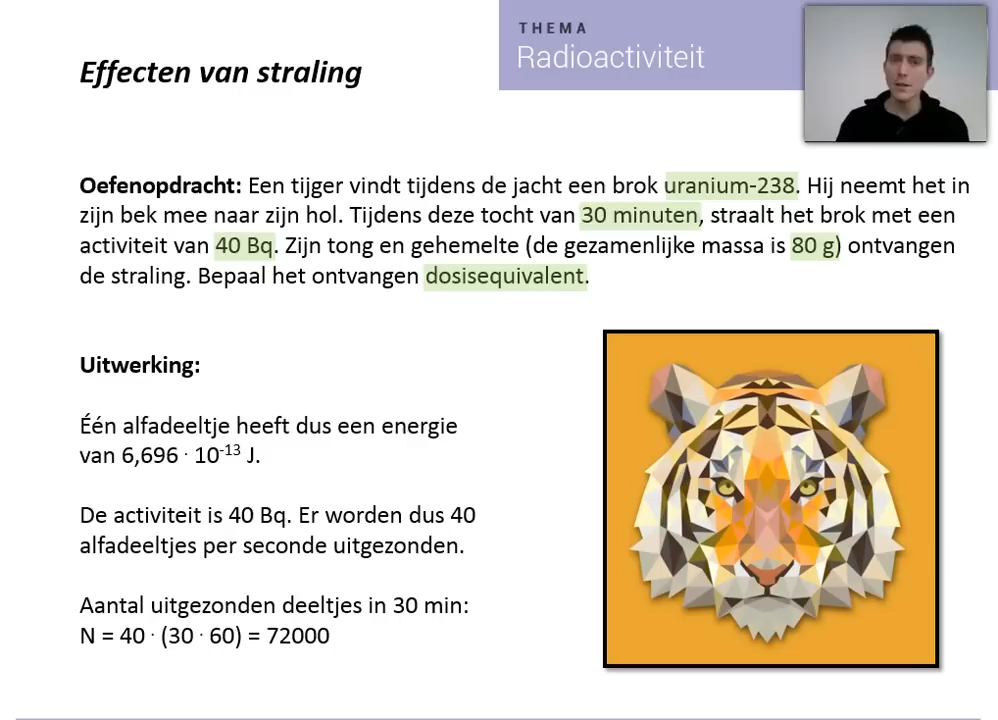 THEMA
Radioactiviteit
Effecten van straling
Oefenopdracht: Een tijger vindt tijdens de jacht een brok uranium-238. Hij neemt het in
zijn bek mee naar zijn hol. Tijdens deze tocht van 30 minuten, straalt het brok met een
activiteit van 40 Bq. Zijn tong en gehemelte (de gezamenlijke massa is 80 g) ontvangen
de straling. Bepaal het ontvangen dosisequivalent.
Uitwerking:
Één alfadeeltje heeft dus een energie
van 6,696 · 10⁻¹³ J.
De activiteit is 40 Bq. Er worden dus 40
alfadeeltjes per seconde uitgezonden.
Aantal uitgezonden deeltjes in 30 min:
N = 40 · (30 · 60) = 72000